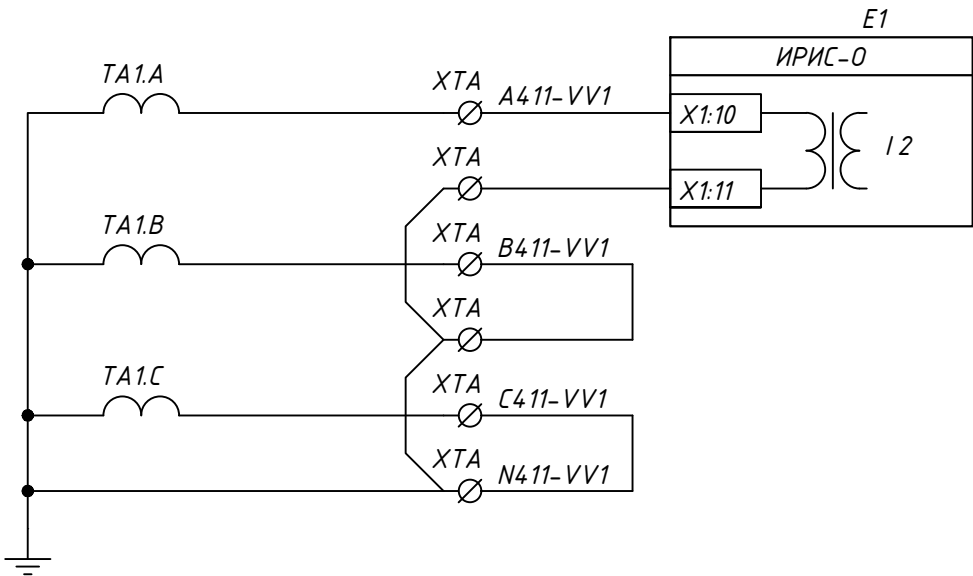 E1
ИРИС-О
TA1.A
XTA
A411-VV1
X1:10
I2
XTA
X1:11
TA1.B
XTA
B411-VV1
XTA
TA1.C
XTA
C411-VV1
XTA
N411-VV1